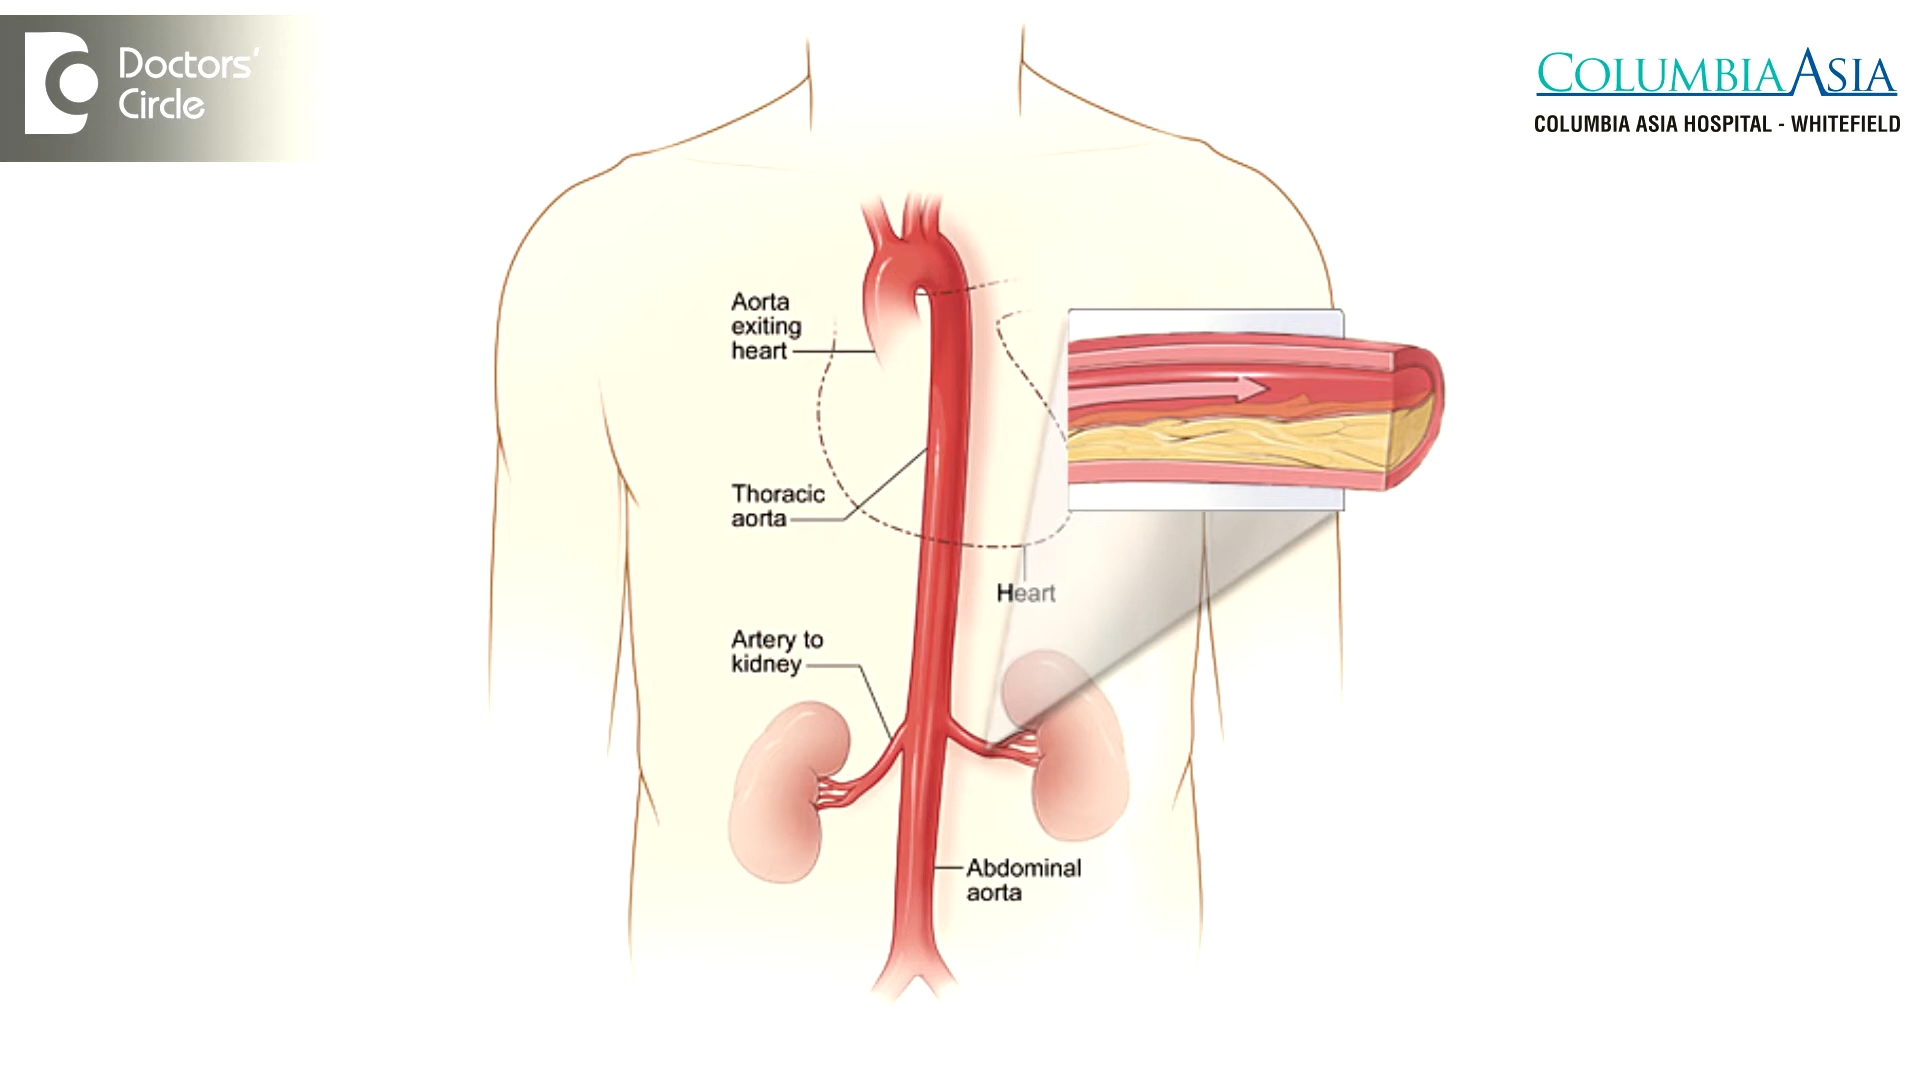 Doctors'
Circle
COLUMBIA ASIA
COLUMBIA ASIA HOSPITAL - WHITEFIELD
Aorta
exiting
heart
Thoracic
aorta
Heart
Artery to
kidney
Abdominal
aorta